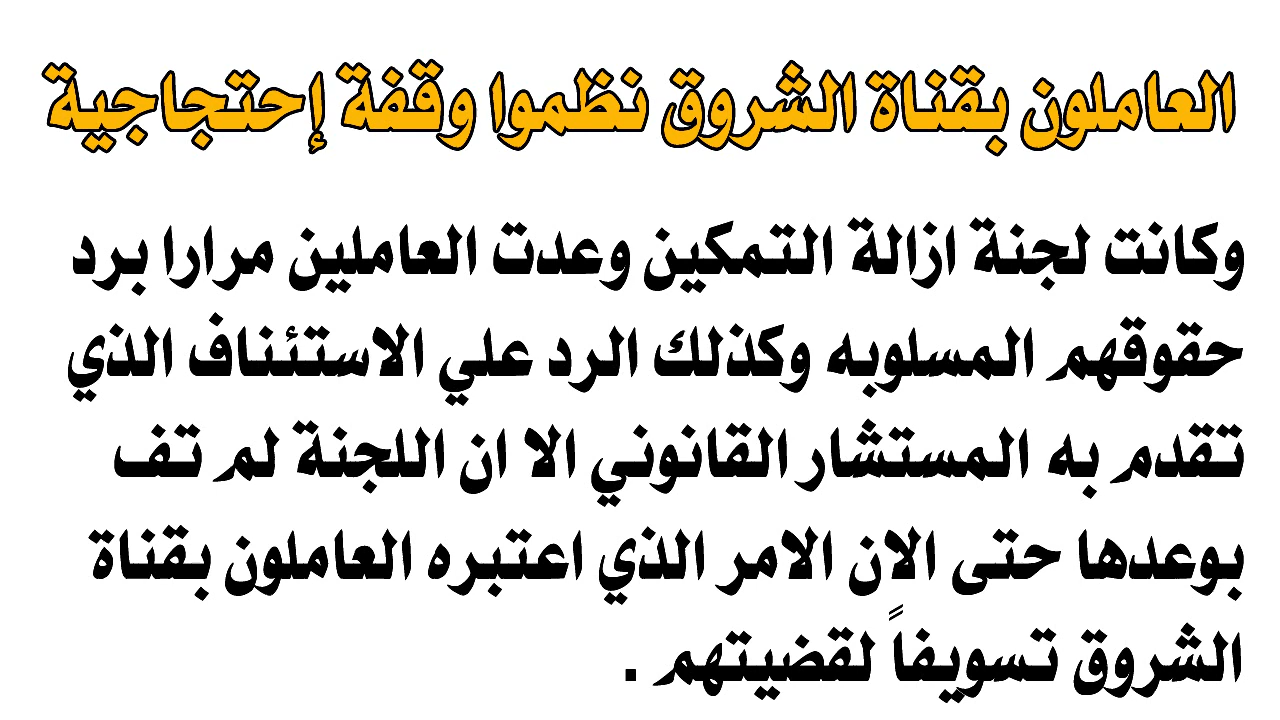 العاملون بقناة الشروق نظموا وقفة إحتجاجية
وكانت لجنة ازالة التمكين وعدت العاملين مرارا برد
حقوقهم المسلوبه وكذلك الرد علي الاستئناف الذي
تقدم به المستشار القانوني الا ان اللجنة لم تف
بوعدها حتى الان الامر الذي اعتبره العاملون بقناة
الشروق تسويفاً لقضيتهم .